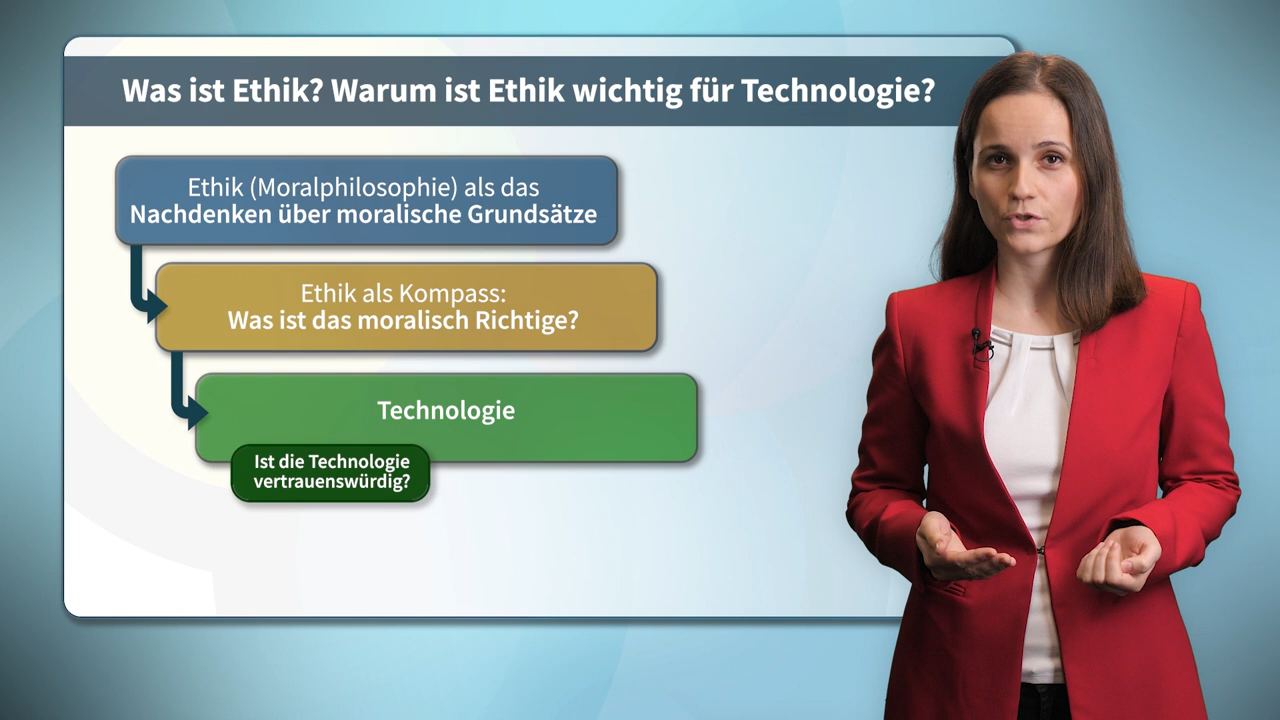 Was ist Ethik? Warum ist Ethik wichtig für Technologie?
Ethik (Moralphilosophie) als das
Nachdenken über moralische Grundsätze
Ethik als Kompass:
Was ist das moralisch Richtige?
Technologie
Ist die Technologie
vertrauenswürdig?